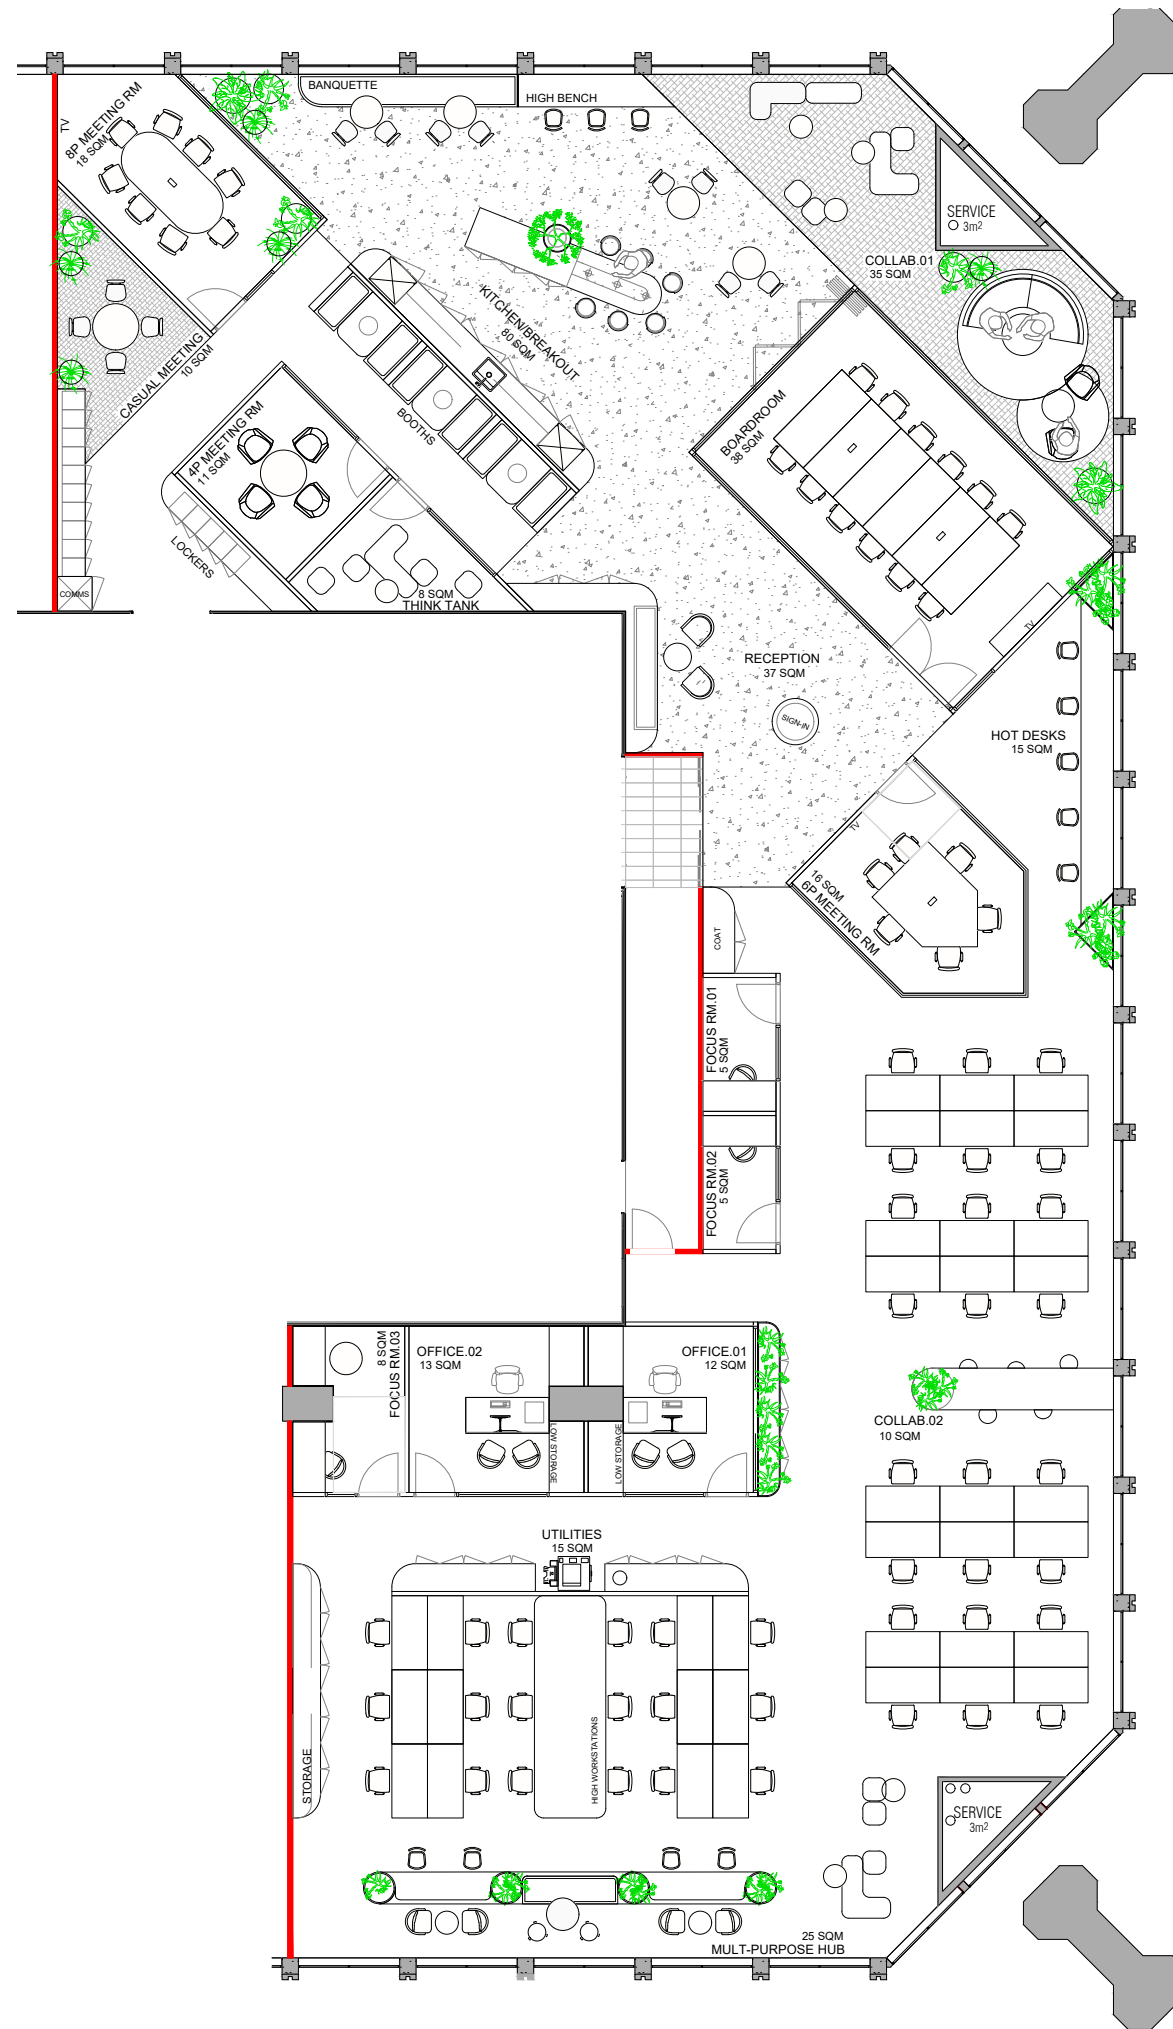 BANQUETTE
HIGH BENCH
TV
8P MEETING RM
18 SQM
SERVICE
3m²
COLLAB.01
35 SQM
KITCHEN/BREAKOUT
80 SQM
CASUAL MEETING
10 SQM
BOOTHS
4P MEETING RM
11 SQM
BOARDROOM
38 SQM
LOCKERS
COMMS
8 SQM
THINK TANK
TV
RECEPTION
37 SQM
SIGN-IN
HOT DESKS
15 SQM
TV
16 SQM
6P MEETING RM
COAT
FOCUS RM.01
5 SQM
FOCUS RM.02
5 SQM
8 SQM
FOCUS RM.03
OFFICE.02
13 SQM
OFFICE.01
12 SQM
LOW STORAGE
LOW STORAGE
COLLAB.02
10 SQM
UTILITIES
15 SQM
STORAGE
HIGH WORKSTATIONS
SERVICE
3m²
25 SQM
MULT-PURPOSE HUB